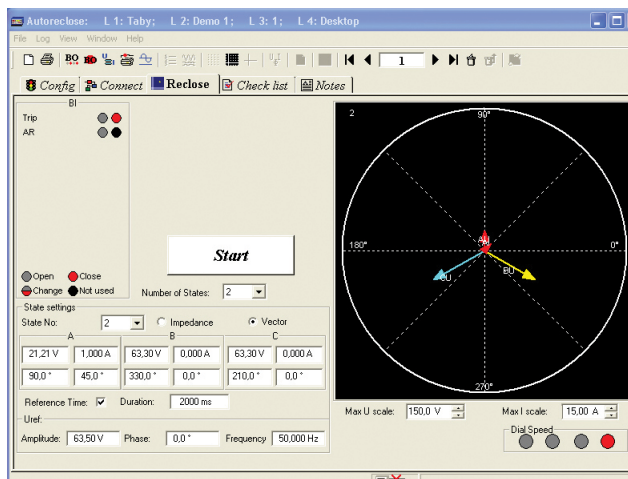 Autoreclose: L 1: Taby; L 2: Demo 1; L 3: 1; L 4: Desktop
File Log View Window Help
BO 1
Config Connect Reclose Check list Notes
BI
Trip
AR
Open Close
Change Not used
Start
Number of States: 2
State settings
State No: 2 Impedance Vector
A B C
21,21 V 1,000 A 63,30 V 0,000 A 63,30 V 0,000 A
90,0 ° 45,0 ° 330,0 ° 0,0 ° 210,0 ° 0,0 °
Reference Time: Duration: 2000 ms
Uref:
Amplitude: 63,50 V Phase: 0,0 ° Frequency 50,000 Hz
2 90°
180° 0°
CU BU
270°
Max U scale: 150,0 V Max I scale: 15,00 A
Dial Speed